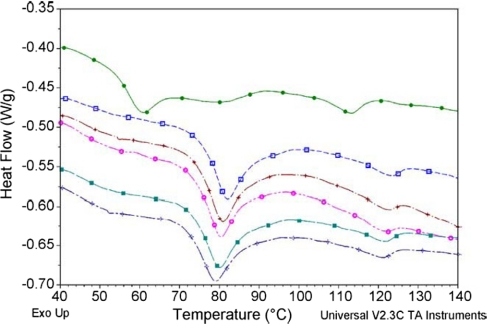 -0.35
-0.40
-0.45
-0.50
-0.55
-0.60
-0.65
-0.70
Heat Flow (W/g)
40 50 60 70 80 90 100 110 120 130 140
Exo Up
Temperature (°C)
Universal V2.3C TA Instruments